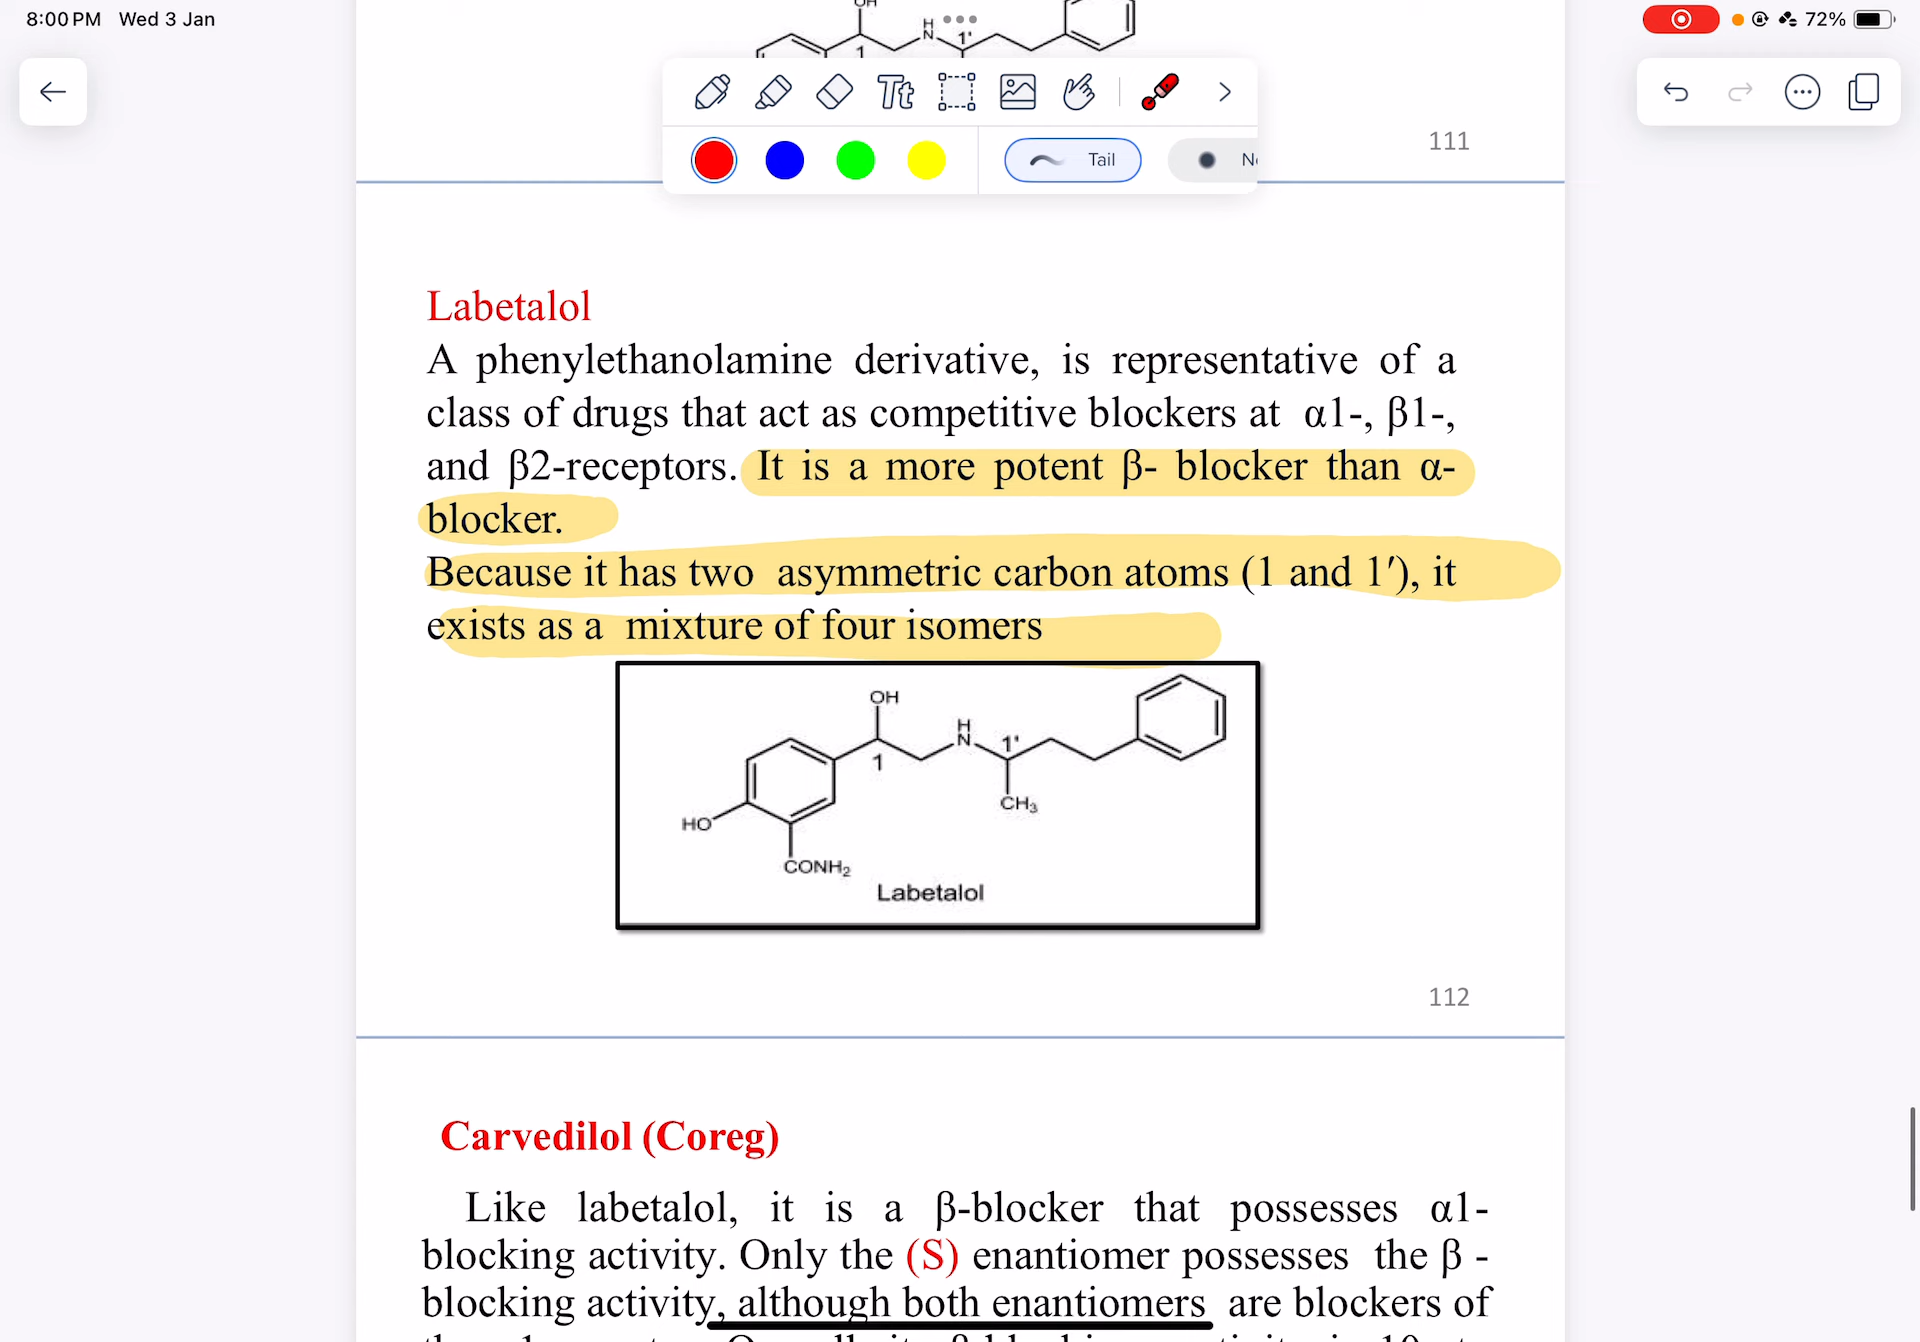 8:00 PM Wed 3 Jan
72%
OH
H
N
1'
1
Tt
Tail
111
Labetalol
A phenylethanolamine derivative, is representative of a
class of drugs that act as competitive blockers at α1-, β1-,
and β2-receptors. It is a more potent β- blocker than α-
blocker.
Because it has two asymmetric carbon atoms (1 and 1′), it
exists as a mixture of four isomers
OH
H
N
1'
1
CH₃
HO
CONH₂
Labetalol
112
Carvedilol (Coreg)
Like labetalol, it is a β-blocker that possesses α1-
blocking activity. Only the (S) enantiomer possesses the β -
blocking activity, although both enantiomers are blockers of